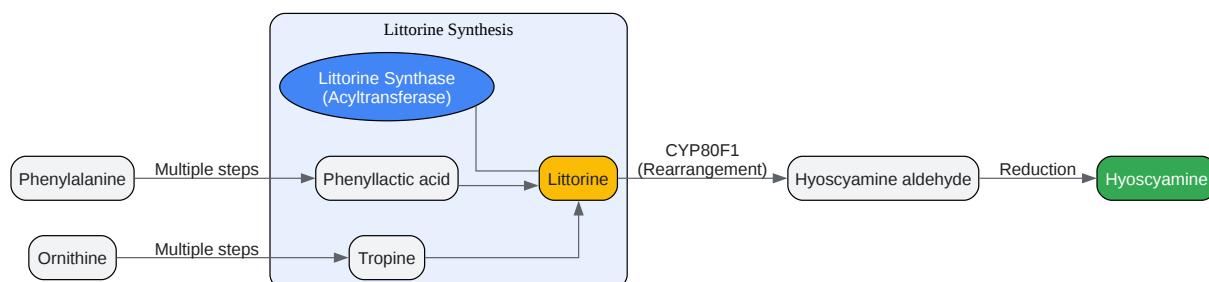 Littorine Synthesis
Littorine Synthase
(Acyltransferase)
Phenylalanine
Multiple steps
Phenyllactic acid
Littorine
CYP80F1
(Rearrangement)
Hyoscyamine aldehyde
Reduction
Hyoscyamine
Ornithine
Multiple steps
Tropine